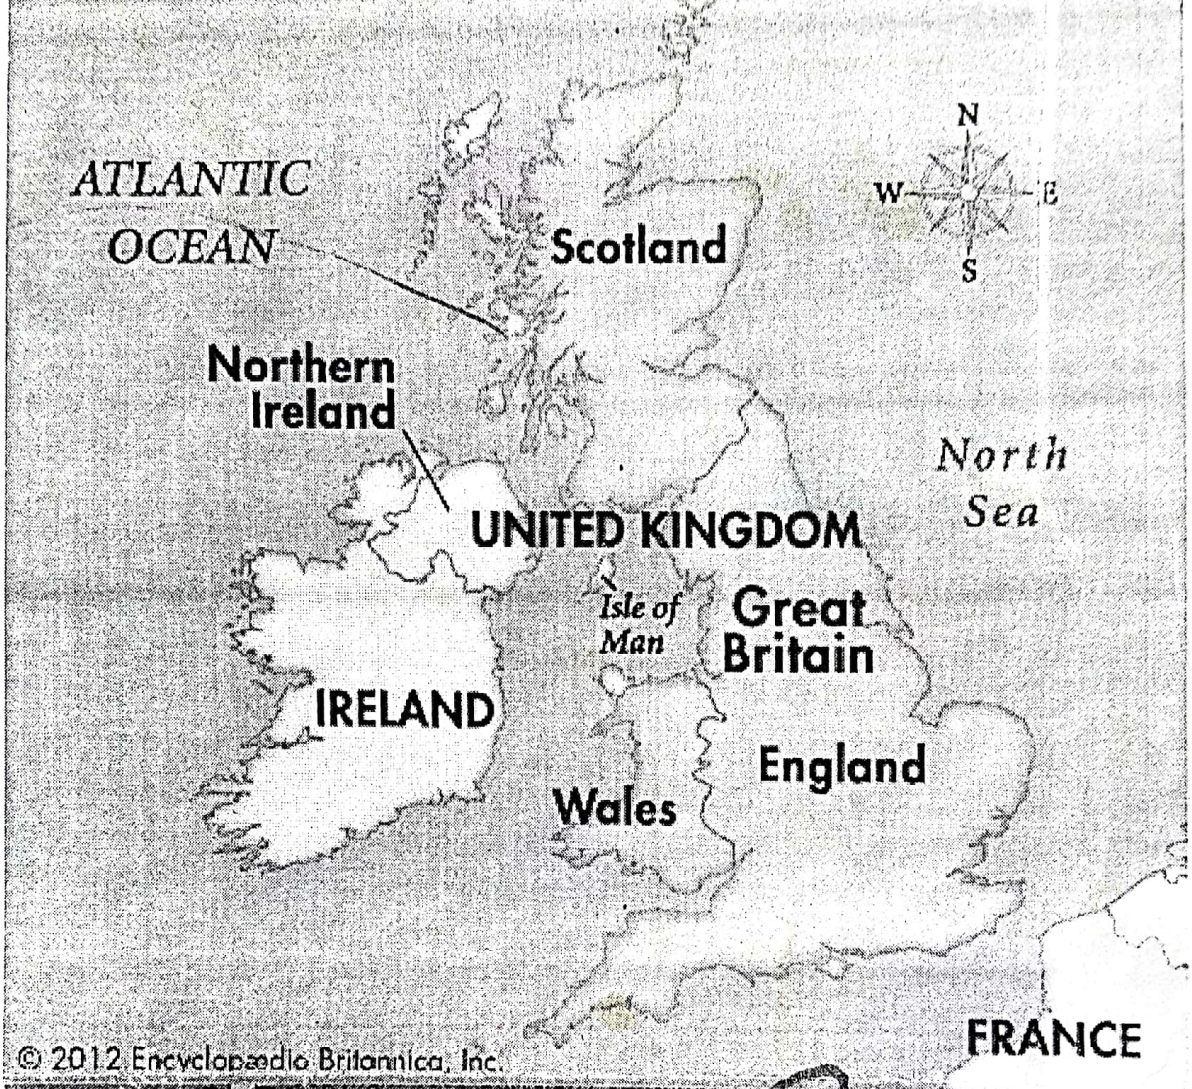 N
W E
S
ATLANTIC
OCEAN
Scotland
Northern
Ireland
North
Sea
UNITED KINGDOM
Isle of
Man
Great
Britain
IRELAND
England
Wales
FRANCE
© 2012 Encyclopædia Britannica, Inc.